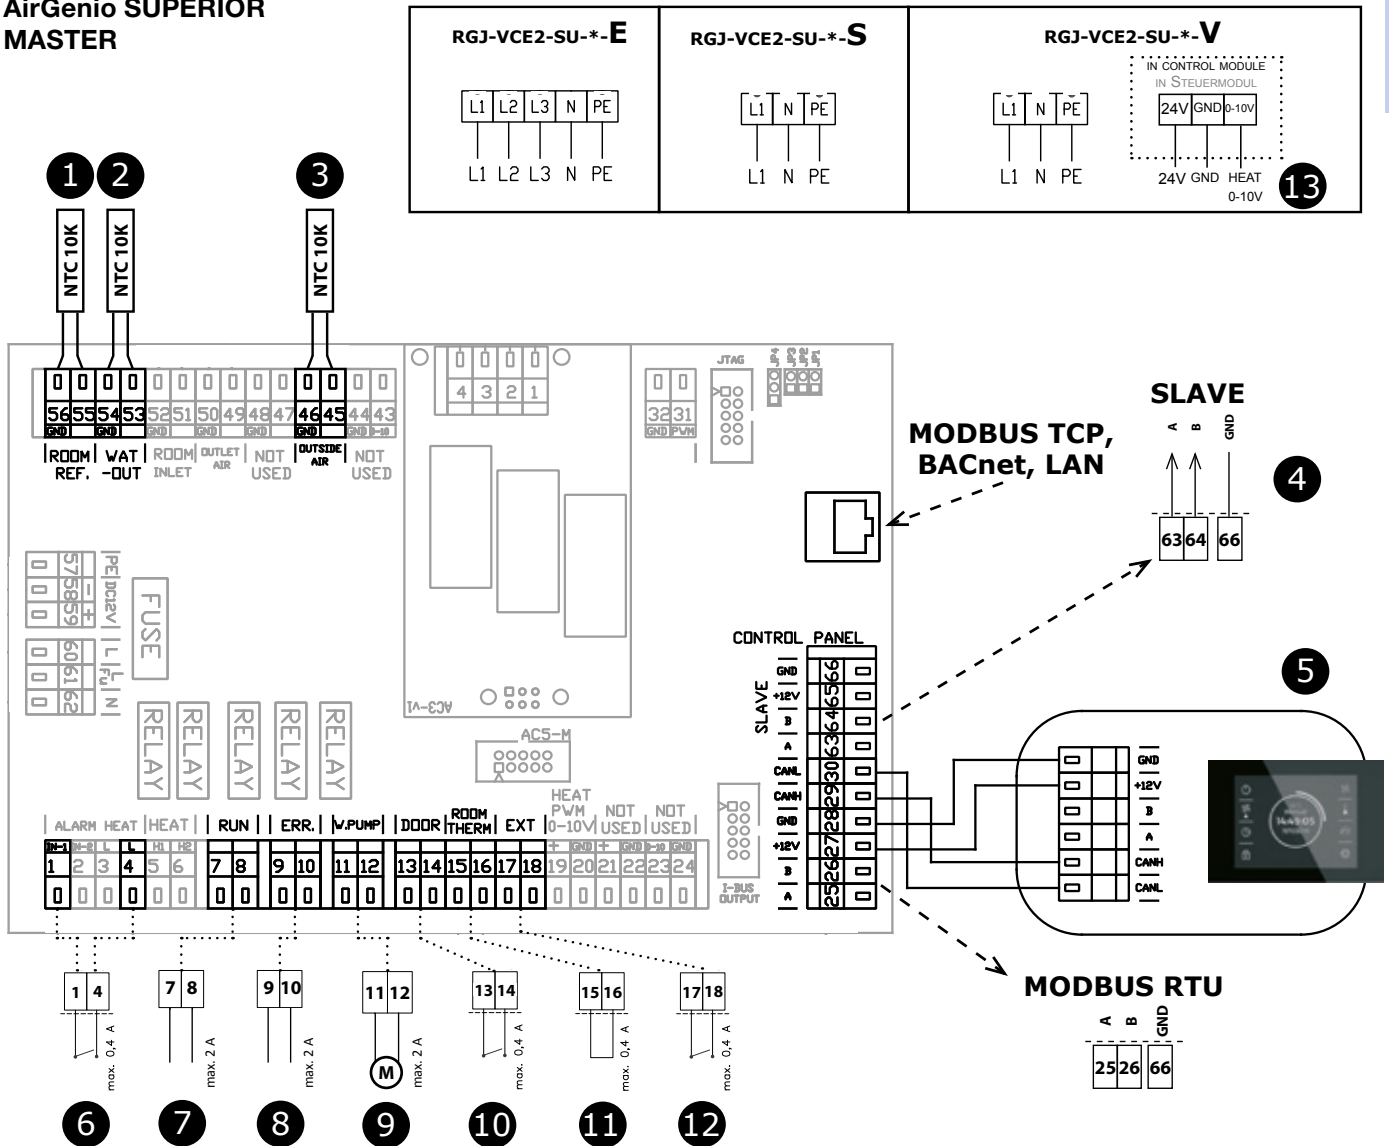 AirGenio SUPERIOR
MASTER
RGJ-VCE2-SU-*-E
RGJ-VCE2-SU-*-S
RGJ-VCE2-SU-*-V
IN CONTROL MODULE
IN STEUERMODUL
L1 L2 L3 N PE
L1 N PE
L1 N PE
24V GND 0-10V
L1 L2 L3 N PE
L1 N PE
L1 N PE
24V GND HEAT
0-10V
13
1 2 3
NTC 10K
NTC 10K
NTC 10K
56 55 54 53 52 51 50 49 48 47 46 45 44 43
GND GND GND GND GND GND GND 0-10
ROOM REF.
WAT -OUT
ROOM INLET
OUTLET AIR
NOT USED
OUTSIDE AIR
NOT USED
4 3 2 1
32 31
GND PWM
JTAG
JP4
JP3
JP2
JP1
MODBUS TCP,
BACnet, LAN
SLAVE
A B GND
63 64 66
4
57 58 59
PE - +
DC12V
60 61 62
L L N
Fu
FUSE
RELAY
RELAY
RELAY
RELAY
RELAY
AC3-V1
AC5-M
CONTROL PANEL
SLAVE
GND 66
+12V 65
B 64
A 63
CANL 30
CANH 29
GND 28
+12V 27
B 26
A 25
5
GND
+12V
B
A
CANH
CANL
14:49:05
I-BUS
OUTPUT
ALARM HEAT HEAT RUN ERR. W.PUMP DOOR ROOM THERM EXT HEAT PWM 0-10V NOT USED NOT USED
IN-1 IN-2 L L H1 H2 + GND + GND 0-10 GND
1 2 3 4 5 6 7 8 9 10 11 12 13 14 15 16 17 18 19 20 21 22 23 24
1 4
max. 0,4 A
7 8
max. 2 A
9 10
max. 2 A
11 12
M
max. 2 A
13 14
max. 0,4 A
15 16
max. 0,4 A
17 18
max. 0,4 A
6 7 8 9 10 11 12
MODBUS RTU
A B GND
25 26 66